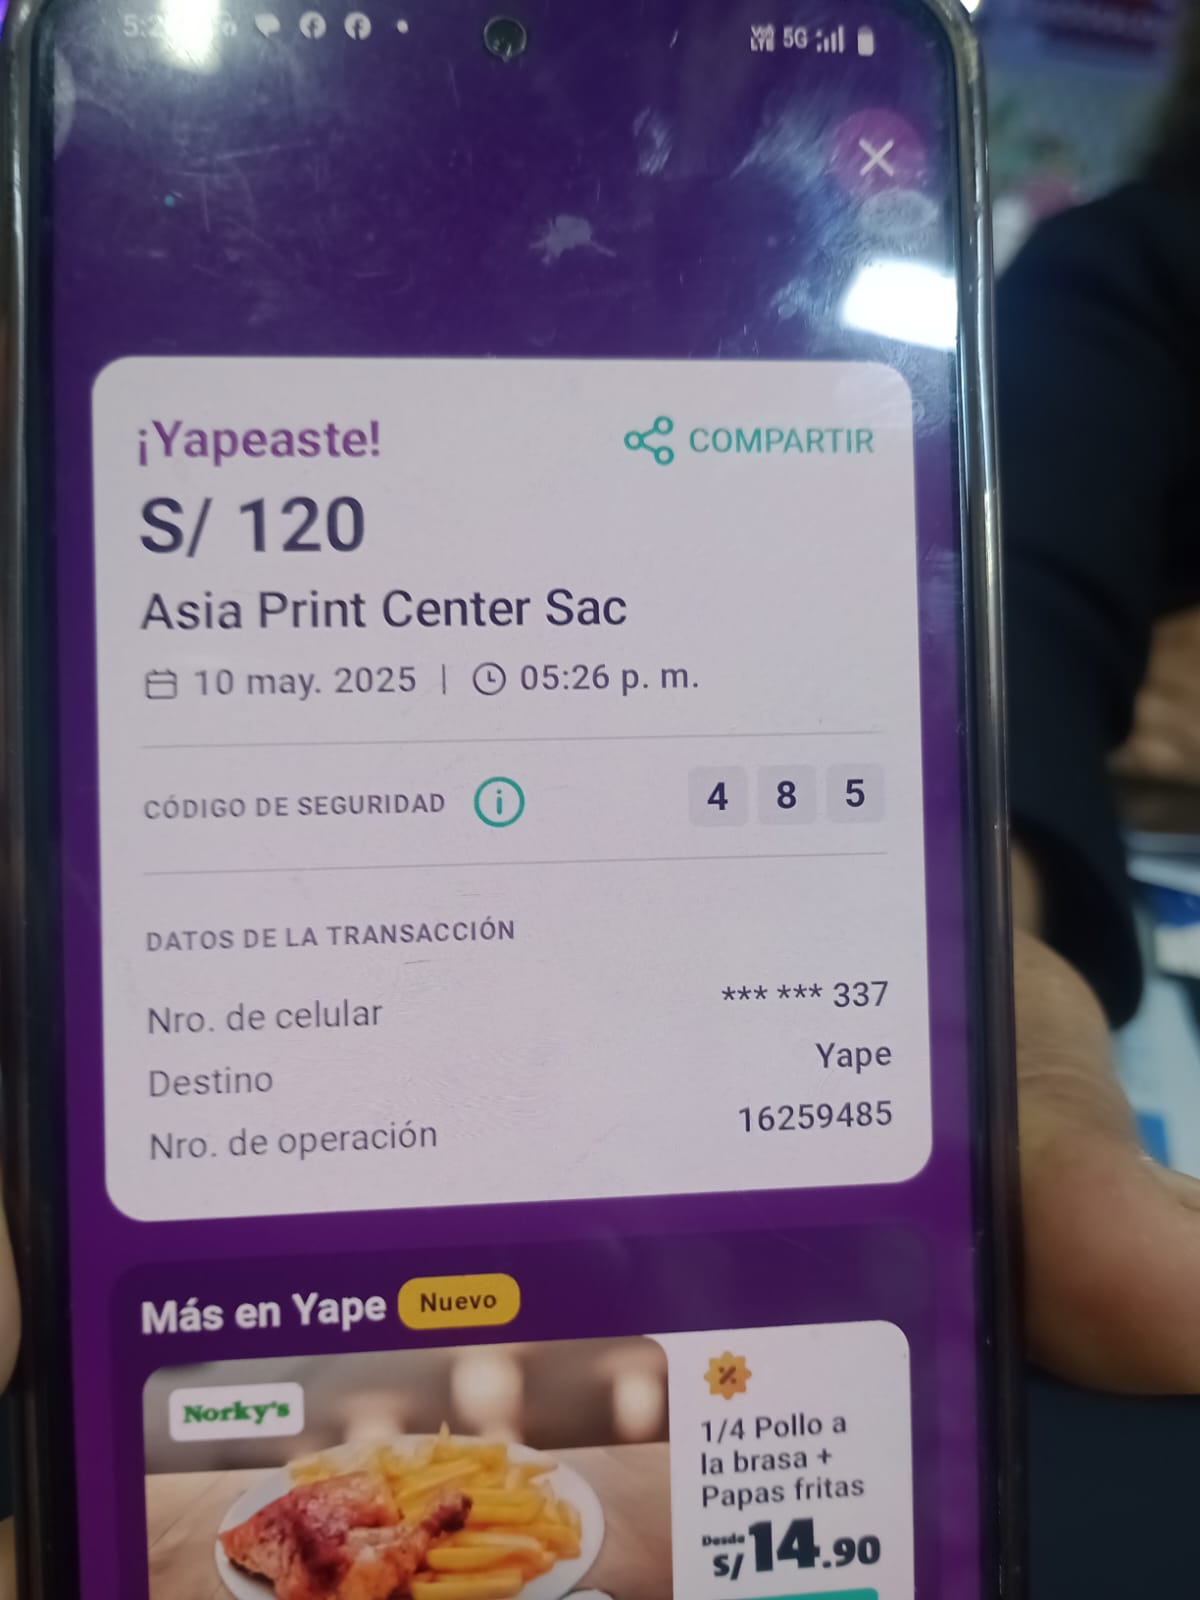 5G
¡Yapeaste!
COMPARTIR
S/ 120
Asia Print Center Sac
10 may. 2025 | 05:26 p. m.
CÓDIGO DE SEGURIDAD
4 8 5
DATOS DE LA TRANSACCIÓN
Nro. de celular *** *** 337
Destino Yape
Nro. de operación 16259485
Más en Yape Nuevo
Norky's
1/4 Pollo a
la brasa +
Papas fritas
Desde
S/ 14.90